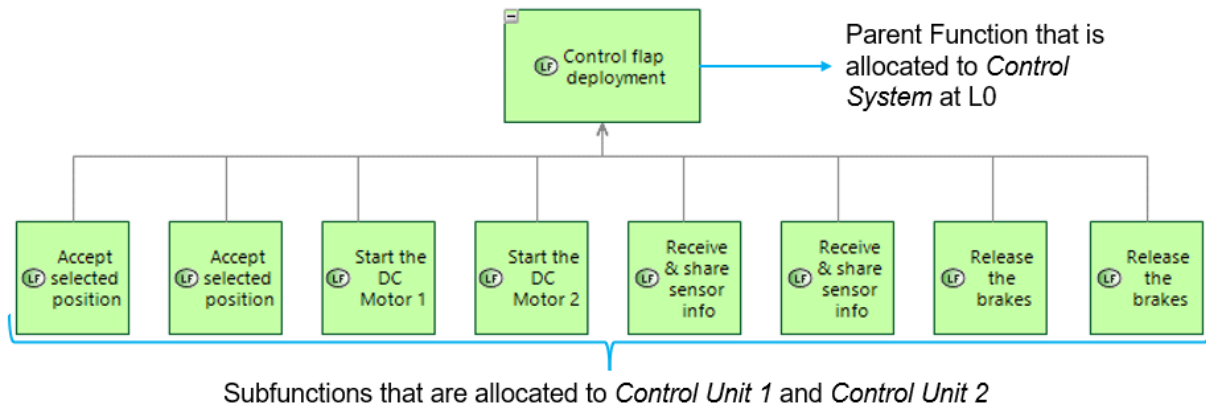 LF Control flap
deployment
Parent Function that is
allocated to Control
System at L0
LF Accept
selected
position
LF Accept
selected
position
LF Start the
DC
Motor 1
LF Start the
DC
Motor 2
LF Receive
& share
sensor
info
LF Receive
& share
sensor
info
LF Release
the
brakes
LF Release
the
brakes
Subfunctions that are allocated to Control Unit 1 and Control Unit 2